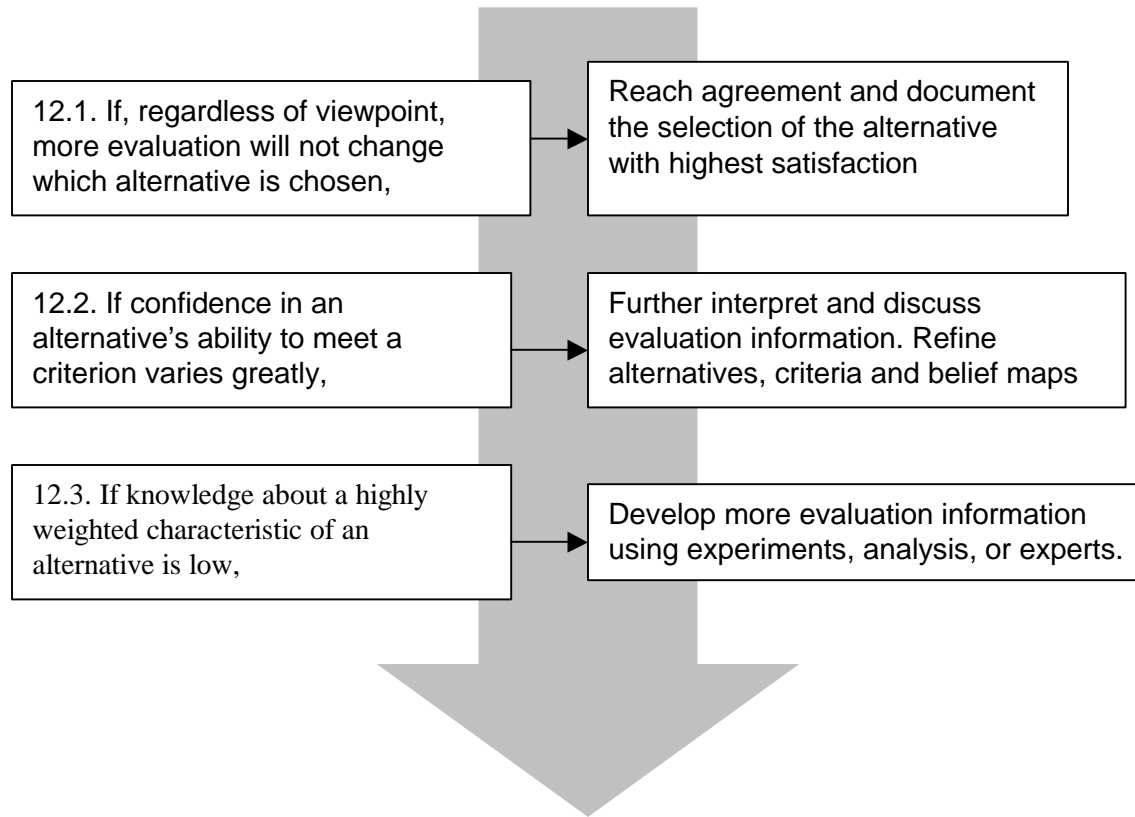 12.1. If, regardless of viewpoint,
more evaluation will not change
which alternative is chosen,
Reach agreement and document
the selection of the alternative
with highest satisfaction
12.2. If confidence in an
alternative’s ability to meet a
criterion varies greatly,
Further interpret and discuss
evaluation information. Refine
alternatives, criteria and belief maps
12.3. If knowledge about a highly
weighted characteristic of an
alternative is low,
Develop more evaluation information
using experiments, analysis, or experts.